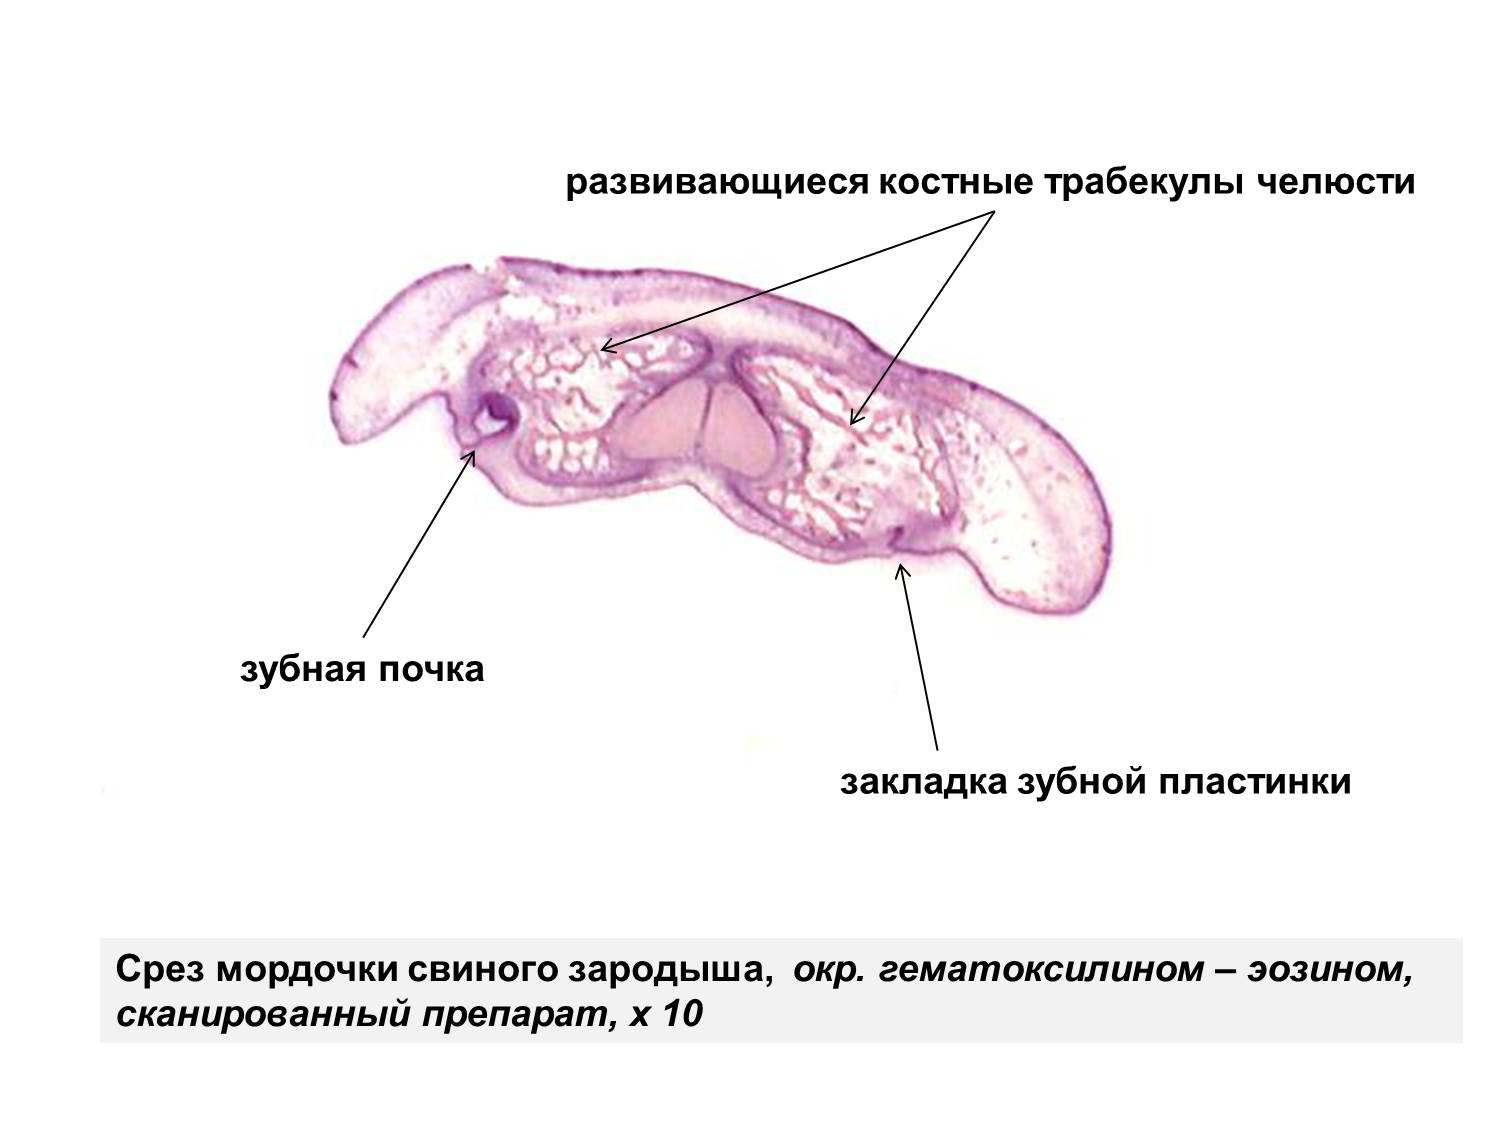 развивающиеся костные трабекулы челюсти
зубная почка
закладка зубной пластинки
Срез мордочки свиного зародыша, окр. гематоксилином – эозином,
сканированный препарат, х 10